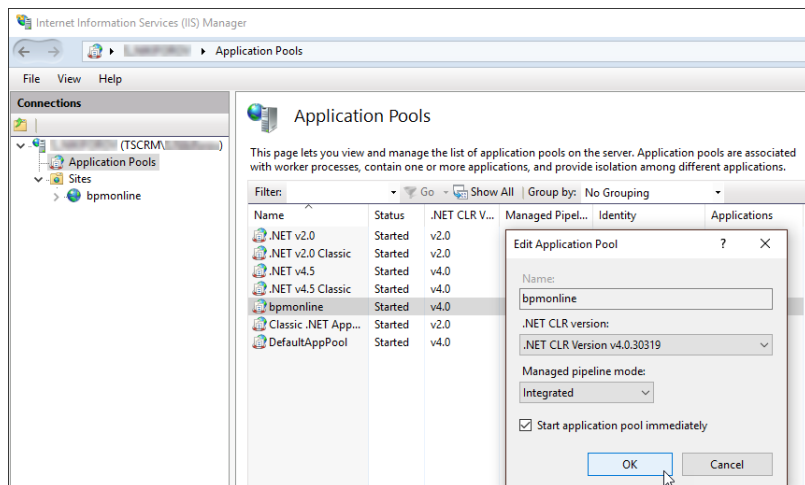 Internet Information Services (IIS) Manager
Application Pools
File View Help
Connections
(TSCRM\ )
Application Pools
Sites
bpmonline
Application Pools
This page lets you view and manage the list of application pools on the server. Application pools are associated
with worker processes, contain one or more applications, and provide isolation among different applications.
Filter: Go Show All Group by: No Grouping
Name Status .NET CLR V... Managed Pipel... Identity Applications
.NET v2.0 Started v2.0
.NET v2.0 Classic Started v2.0
.NET v4.5 Started v4.0
.NET v4.5 Classic Started v4.0
bpmonline Started v4.0
Classic .NET App... Started v2.0
DefaultAppPool Started v4.0
Edit Application Pool ?
Name:
bpmonline
.NET CLR version:
.NET CLR Version v4.0.30319
Managed pipeline mode:
Integrated
Start application pool immediately
OK Cancel